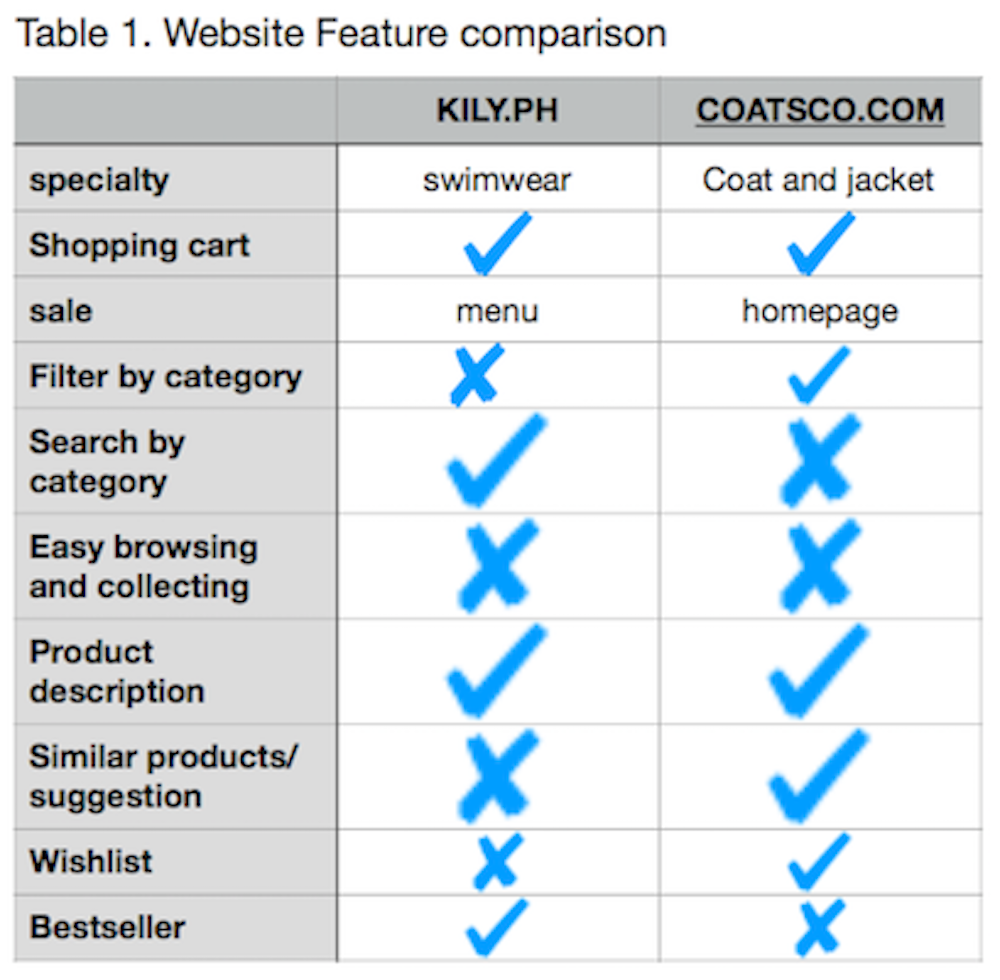 Table 1. Website Feature comparison
KILY.PH COATSCO.COM
specialty swimwear Coat and jacket
Shopping cart ✓ ✓
sale menu homepage
Filter by category ✗ ✓
Search by
category ✓ ✗
Easy browsing
and collecting ✗ ✗
Product
description ✓ ✓
Similar products/
suggestion ✗ ✓
Wishlist ✗ ✓
Bestseller ✓ ✗